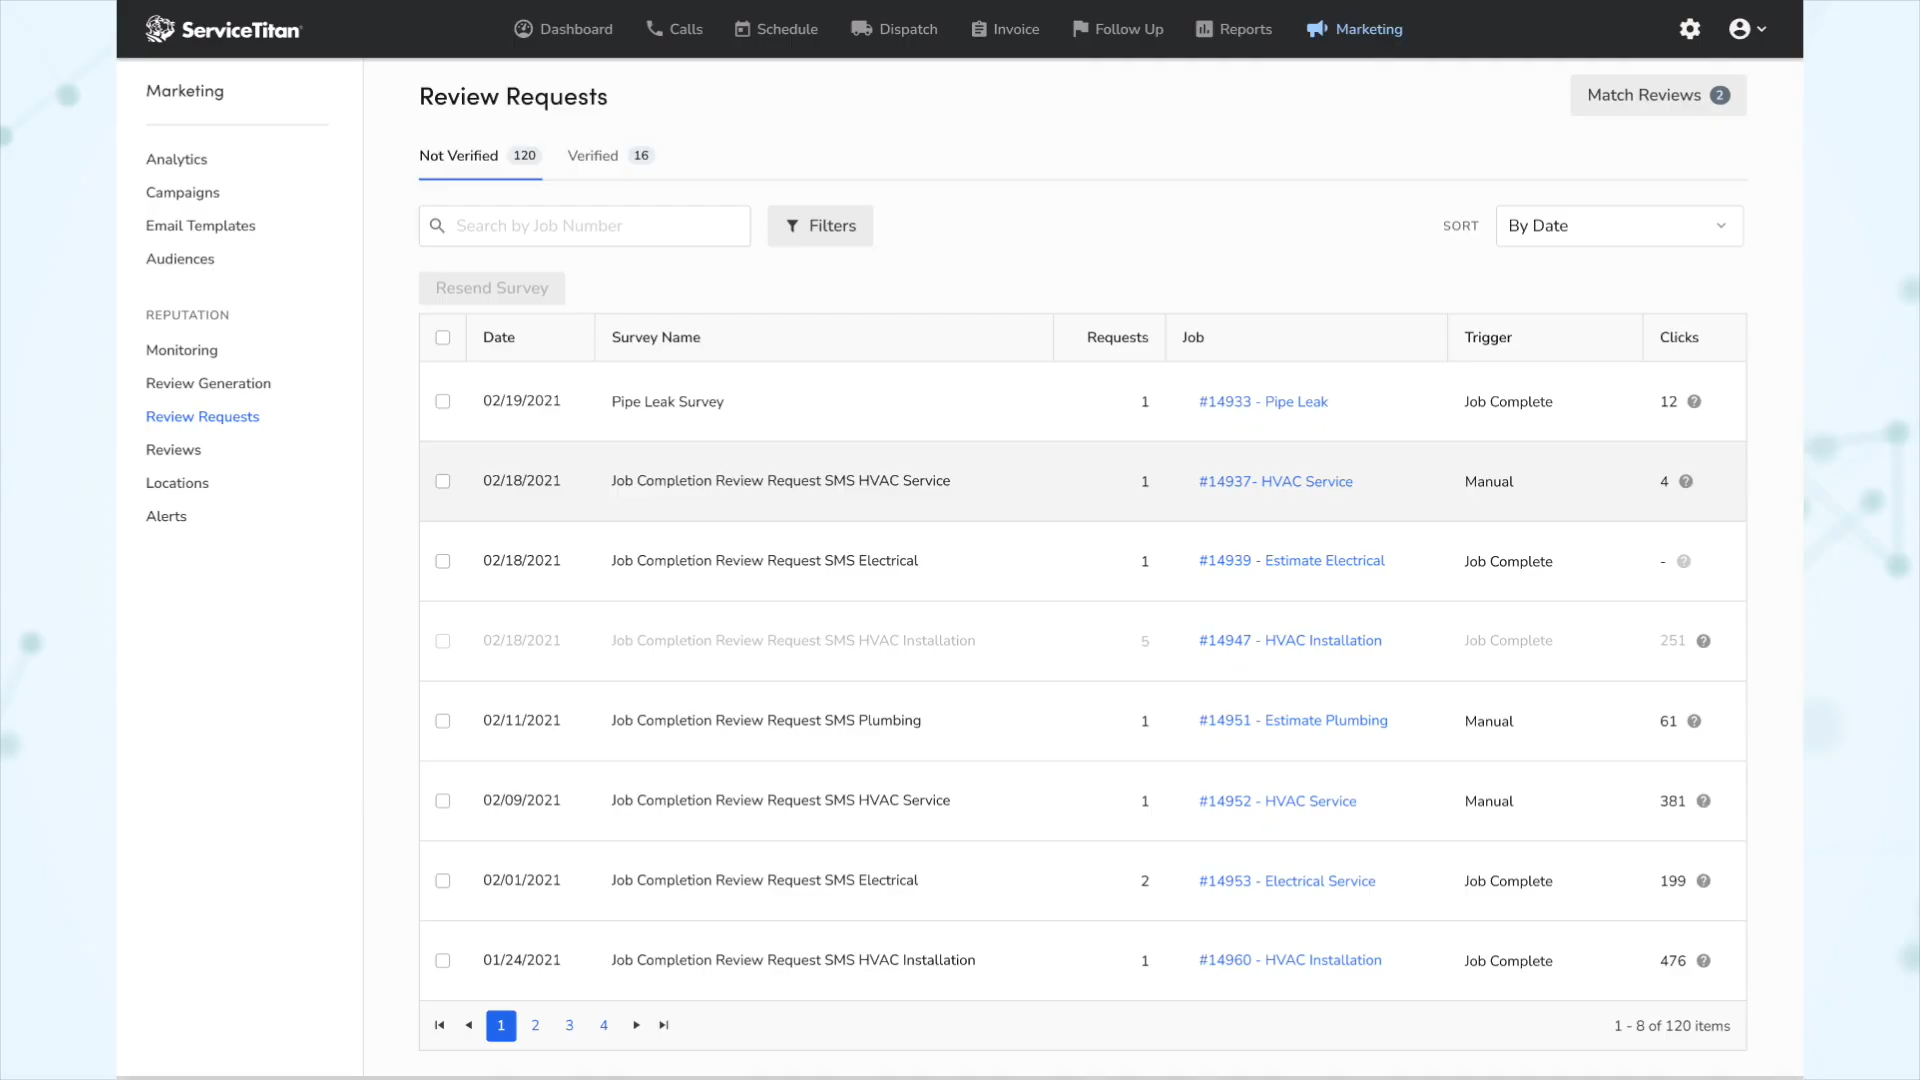 ServiceTitan
Dashboard Calls Schedule Dispatch Invoice Follow Up Reports Marketing
Marketing
Analytics
Campaigns
Email Templates
Audiences
REPUTATION
Monitoring
Review Generation
Review Requests
Reviews
Locations
Alerts
Review Requests
Match Reviews 2
Not Verified 120 Verified 16
Search by Job Number Filters SORT By Date
Resend Survey
Date Survey Name Requests Job Trigger Clicks
02/19/2021 Pipe Leak Survey 1 #14933 - Pipe Leak Job Complete 12 ?
02/18/2021 Job Completion Review Request SMS HVAC Service 1 #14937- HVAC Service Manual 4 ?
02/18/2021 Job Completion Review Request SMS Electrical 1 #14939 - Estimate Electrical Job Complete - ?
02/18/2021 Job Completion Review Request SMS HVAC Installation 5 #14947 - HVAC Installation Job Complete 251 ?
02/11/2021 Job Completion Review Request SMS Plumbing 1 #14951 - Estimate Plumbing Manual 61 ?
02/09/2021 Job Completion Review Request SMS HVAC Service 1 #14952 - HVAC Service Manual 381 ?
02/01/2021 Job Completion Review Request SMS Electrical 2 #14953 - Electrical Service Job Complete 199 ?
01/24/2021 Job Completion Review Request SMS HVAC Installation 1 #14960 - HVAC Installation Job Complete 476 ?
1 2 3 4 1 - 8 of 120 items